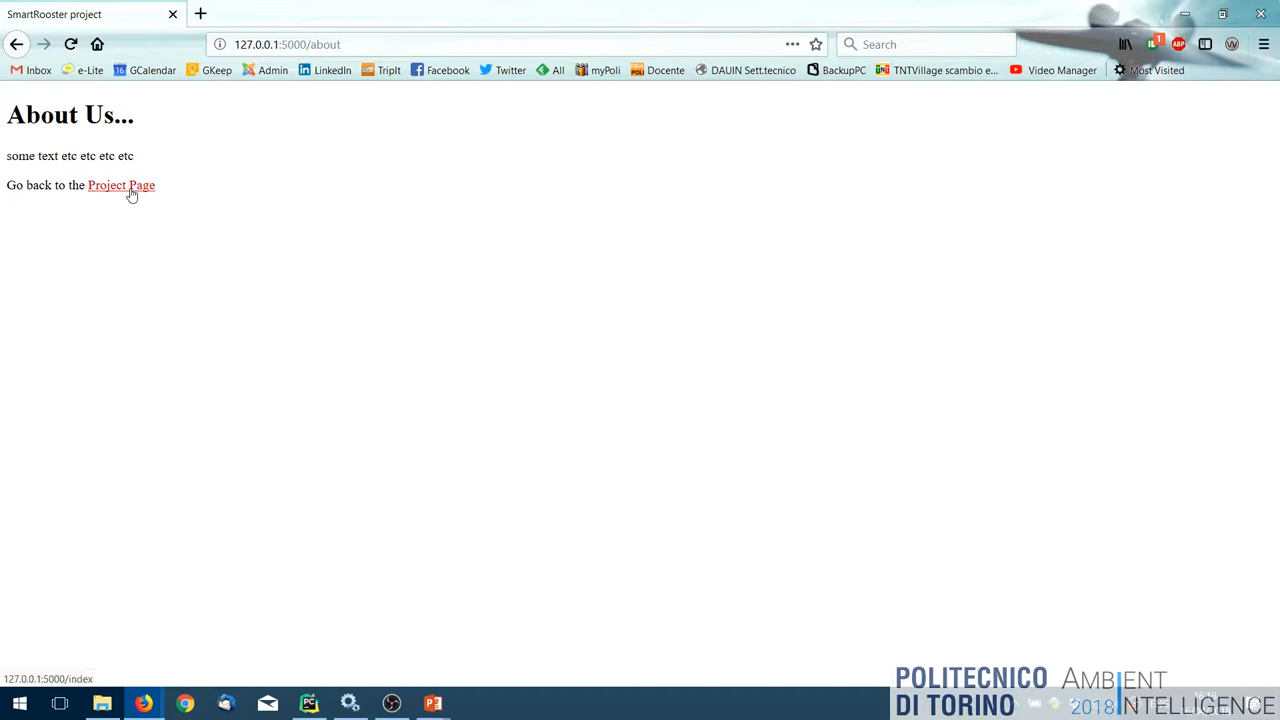 SmartRooster project
127.0.0.1:5000/about
Search
1
Inbox e-Lite GCalendar GKeep Admin LinkedIn TripIt Facebook Twitter All myPoli Docente DAUIN Sett.tecnico BackupPC TNTVillage scambio e... Video Manager Most Visited
About Us...
some text etc etc etc etc
Go back to the Project Page
127.0.0.1:5000/index
POLITECNICO
DI TORINO
AMBIENT
2018 INTELLIGENCE